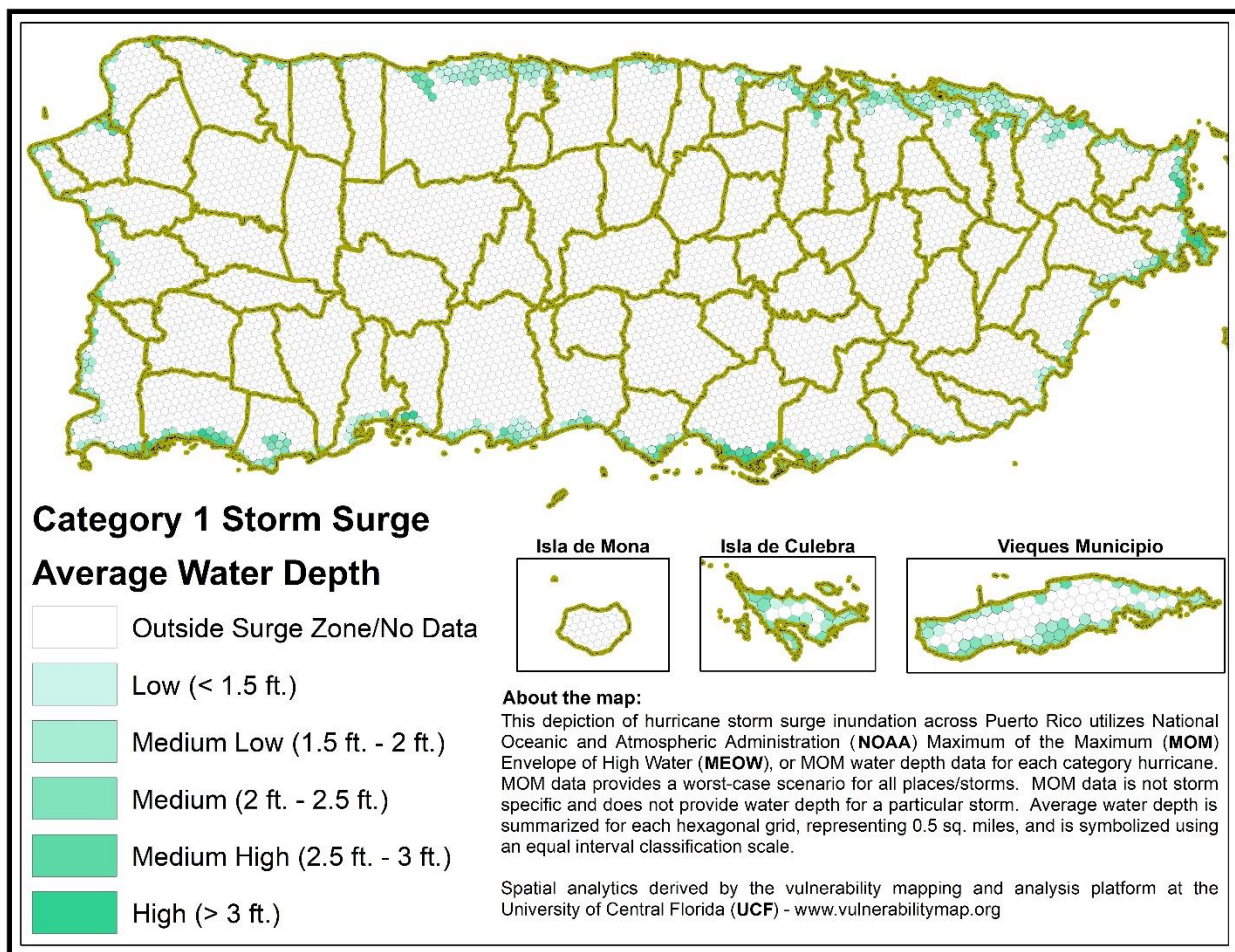 Category 1 Storm Surge
Average Water Depth
Outside Surge Zone/No Data
Low (< 1.5 ft.)
Medium Low (1.5 ft. - 2 ft.)
Medium (2 ft. - 2.5 ft.)
Medium High (2.5 ft. - 3 ft.)
High (> 3 ft.)
Isla de Mona
Isla de Culebra
Vieques Municipio
About the map:
This depiction of hurricane storm surge inundation across Puerto Rico utilizes National
Oceanic and Atmospheric Administration (NOAA) Maximum of the Maximum (MOM)
Envelope of High Water (MEOW), or MOM water depth data for each category hurricane.
MOM data provides a worst-case scenario for all places/storms. MOM data is not storm
specific and does not provide water depth for a particular storm. Average water depth is
summarized for each hexagonal grid, representing 0.5 sq. miles, and is symbolized using
an equal interval classification scale.
Spatial analytics derived by the vulnerability mapping and analysis platform at the
University of Central Florida (UCF) - www.vulnerabilitymap.org